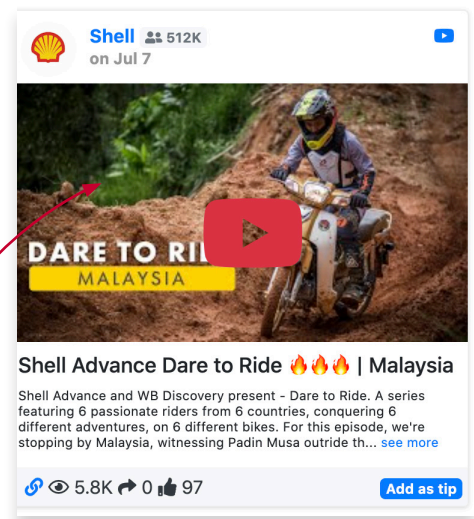 Shell 512K
on Jul 7
DARE TO RI
MALAYSIA
Shell Advance Dare to Ride 🔥🔥🔥 | Malaysia
Shell Advance and WB Discovery present - Dare to Ride. A series
featuring 6 passionate riders from 6 countries, conquering 6
different adventures, on 6 different bikes. For this episode, we're
stopping by Malaysia, witnessing Padin Musa outride th... see more
5.8K 0 97
Add as tip